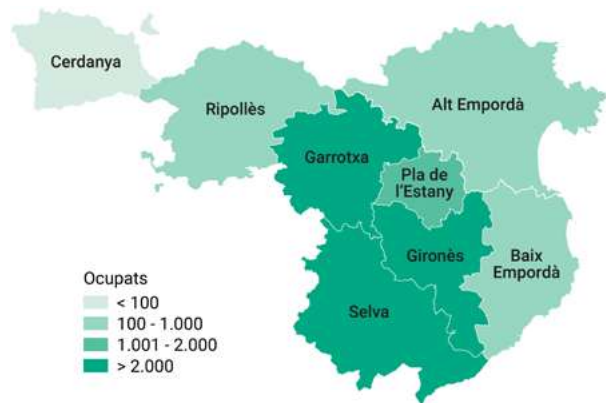 Cerdanya
Ripollès
Alt Empordà
Garrotxa
Pla de
l'Estany
Gironès
Baix
Empordà
Selva
Ocupats
< 100
100 - 1.000
1.001 - 2.000
> 2.000